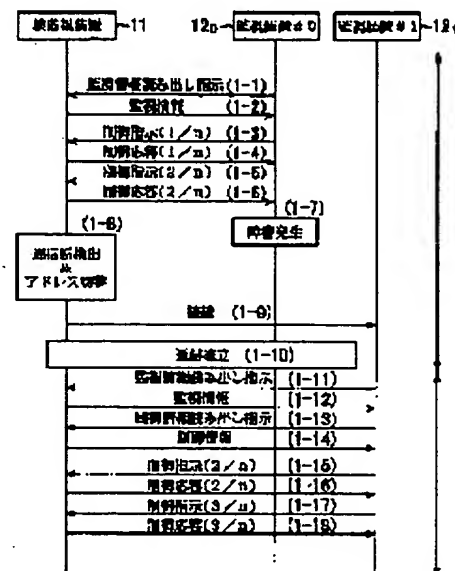 被監視装置 ~11
12₀~監視装置#0
監視装置#1~12₁
監視情報読み出し指示(1-1)
監視情報 (1-2)
制御指示(1/n) (1-3)
制御応答(1/n) (1-4)
制御指示(2/n) (1-5)
制御応答(2/n) (1-6)
(1-7)
障害発生
(1-8)
通信断検出
&
アドレス切替
接続 (1-9)
通信確立 (1-10)
監視情報読み出し指示 (1-11)
監視情報 (1-12)
制御情報読み出し指示 (1-13)
制御情報 (1-14)
制御指示(2/n) (1-15)
制御応答(2/n) (1-16)
制御指示(3/n) (1-17)
制御応答(3/n) (1-18)